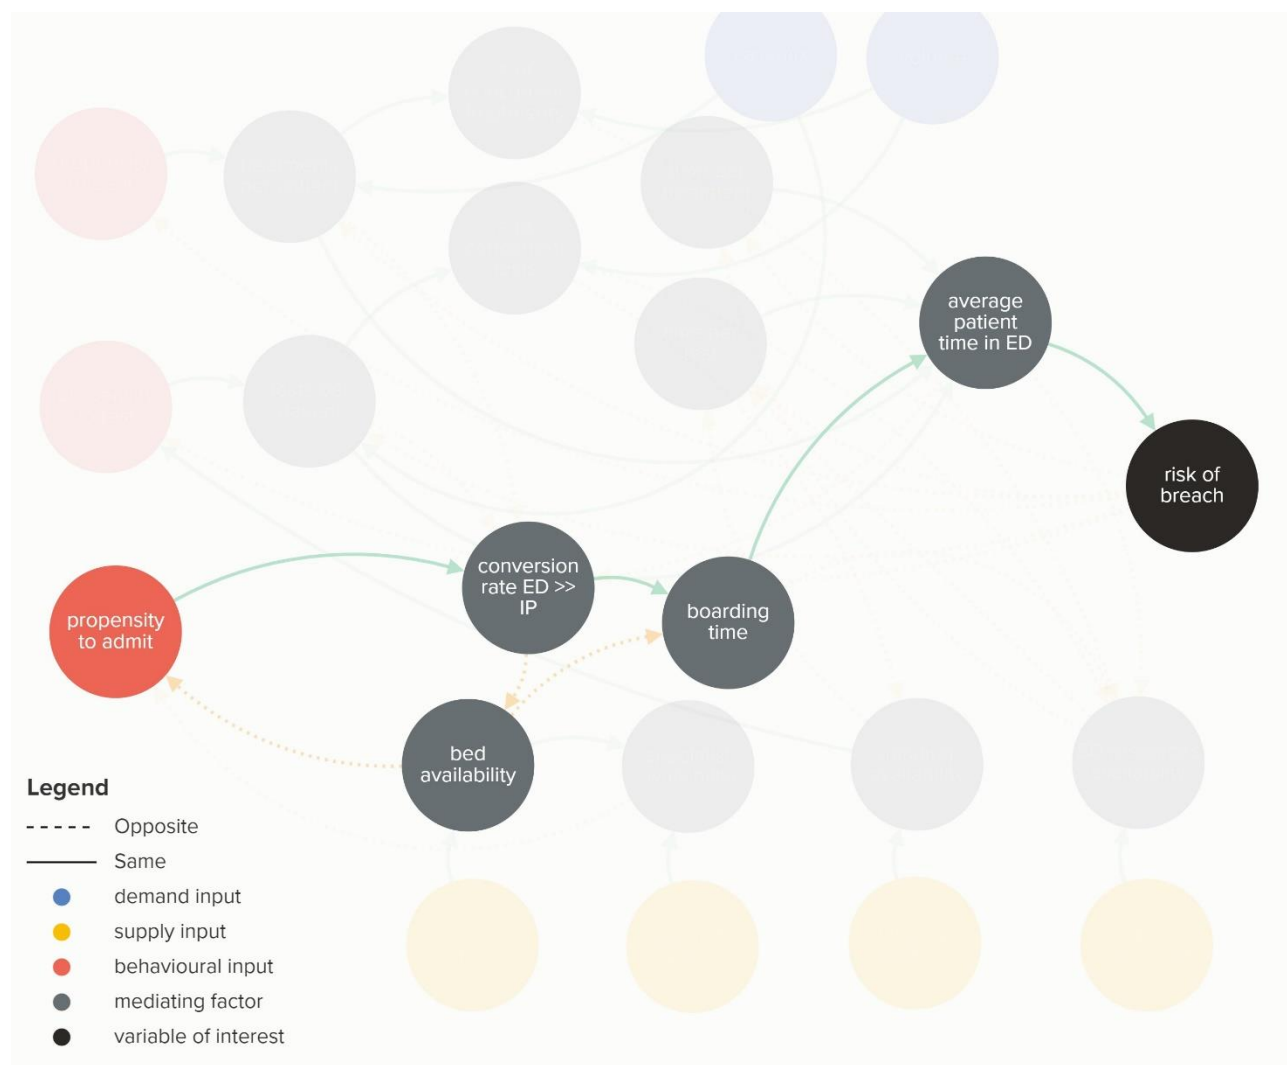 average
patient
time in ED
risk of
breach
conversion
rate ED >>
IP
boarding
time
propensity
to admit
bed
availability
Legend
Opposite
Same
demand input
supply input
behavioural input
mediating factor
variable of interest